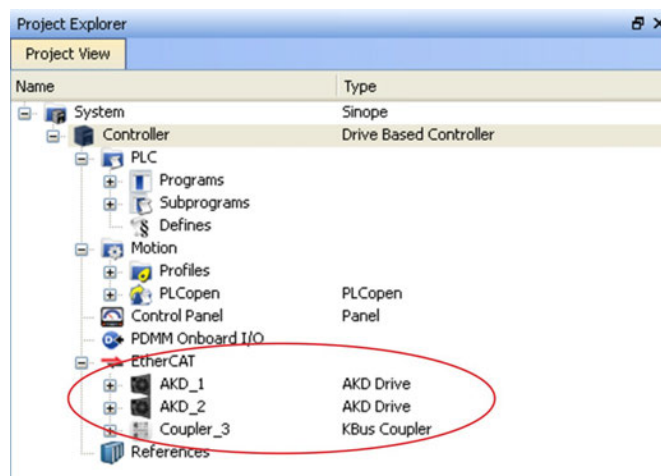 Project Explorer
Project View
Name Type
System Sinope
Controller Drive Based Controller
PLC
Programs
Subprograms
Defines
Motion
Profiles
PLCopen PLCopen
Control Panel Panel
PDMM Onboard I/O
EtherCAT
AKD_1 AKD Drive
AKD_2 AKD Drive
Coupler_3 KBus Coupler
References